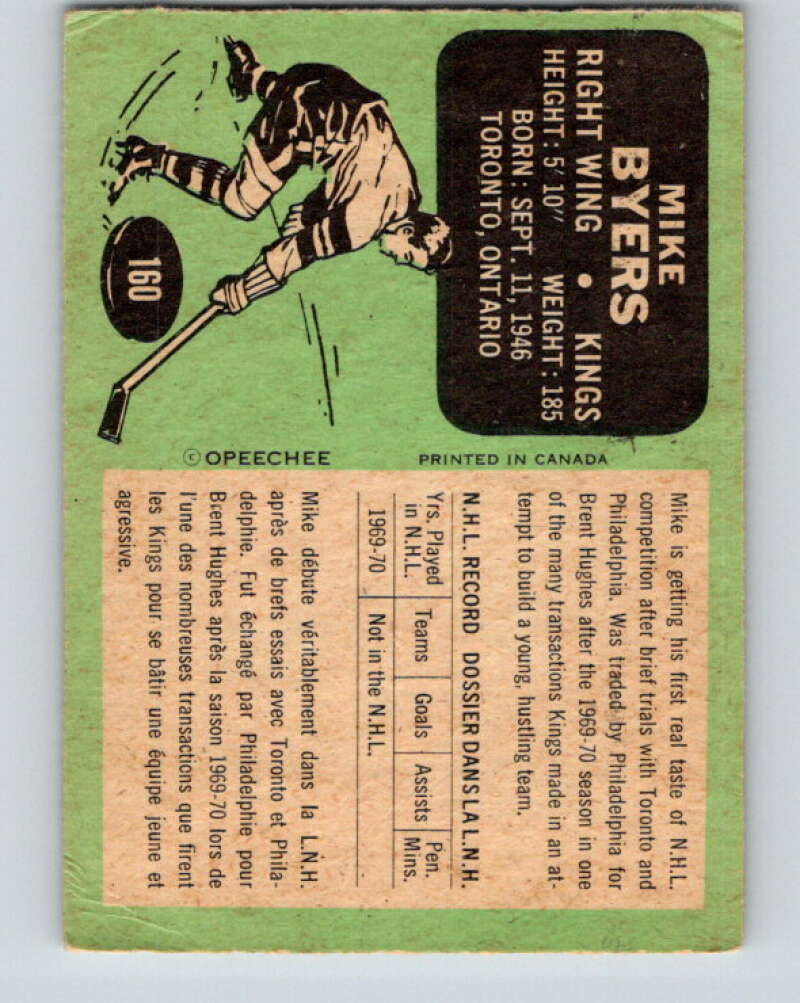 MIKE
BYERS
RIGHT WING • KINGS
HEIGHT: 5' 10" WEIGHT: 185
BORN: SEPT. 11, 1946
TORONTO, ONTARIO
160
© OPEECHEE
PRINTED IN CANADA
Mike is getting his first real taste of N.H.L.
competition after brief trials with Toronto and
Philadelphia. Was traded by Philadelphia for
Brent Hughes after the 1969-70 season in one
of the many transactions Kings made in an at-
tempt to build a young, hustling team.
N.H.L. RECORD DOSSIER DANS LA L.N.H.
Yrs. Played in N.H.L. Teams Goals Assists Pen. Mins.
1969-70 Not in the N.H.L.
Mike débute véritablement dans la L.N.H.
après de brefs essais avec Toronto et Phila-
delphie. Fut échangé par Philadelphie pour
Brent Hughes après la saison 1969-70 lors de
l'une des nombreuses transactions que firent
les Kings pour se bâtir une équipe jeune et
agressive.